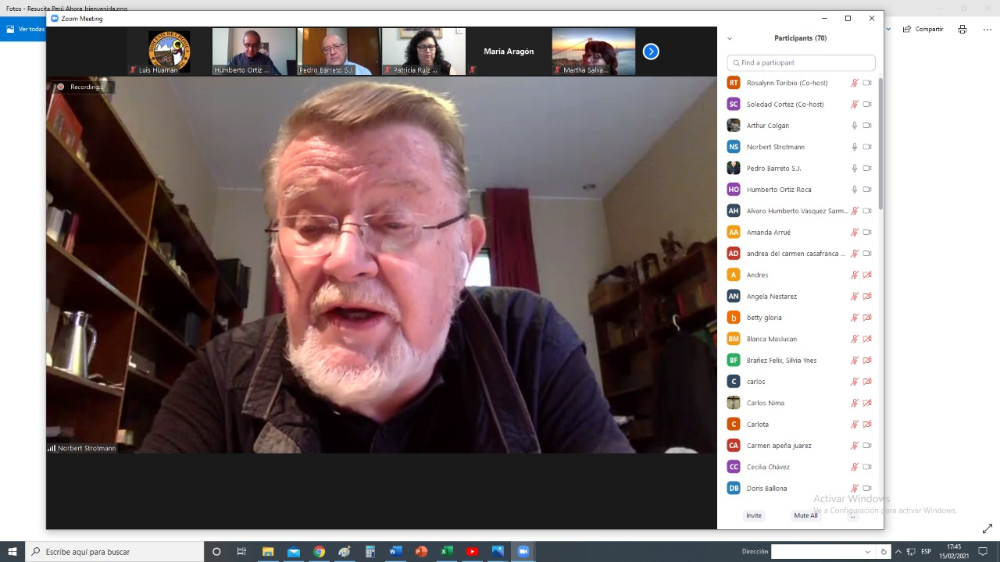 Fotos - Resucita Perú Ahora_bienvenida.png
Zoom Meeting
Ver todas
Compartir
Luis Huaman
Humberto Ortiz ...
Pedro Barreto S.J.
Patricia Ruiz ...
Maria Aragón
Martha Salva...
Recording...
Norbert Strotmann
Participants (70)
Find a participant
RT Rosalynn Toribio (Co-host)
SC Soledad Cortez (Co-host)
Arthur Colgan
NS Norbert Strotmann
Pedro Barreto S.J.
HO Humberto Ortiz Roca
AH Alvaro Humberto Vasquez Sarm...
AA Amanda Arrué
AD andrea del carmen casafranca ...
A Andres
AN Angela Nestarez
b betty gloria
BM Blanca Maslucan
BF Brañez Felix, Silvia Ynes
C carlos
Carlos Nima
C Carlota
CA Carmen apeña juarez
CC Cecilia Chávez
DB Doris Ballona
Activar Windows
Ve a Configuración para activar Windows.
Invite
Mute All
...
Escribe aquí para buscar
Dirección
ESP
17:45
15/02/2021